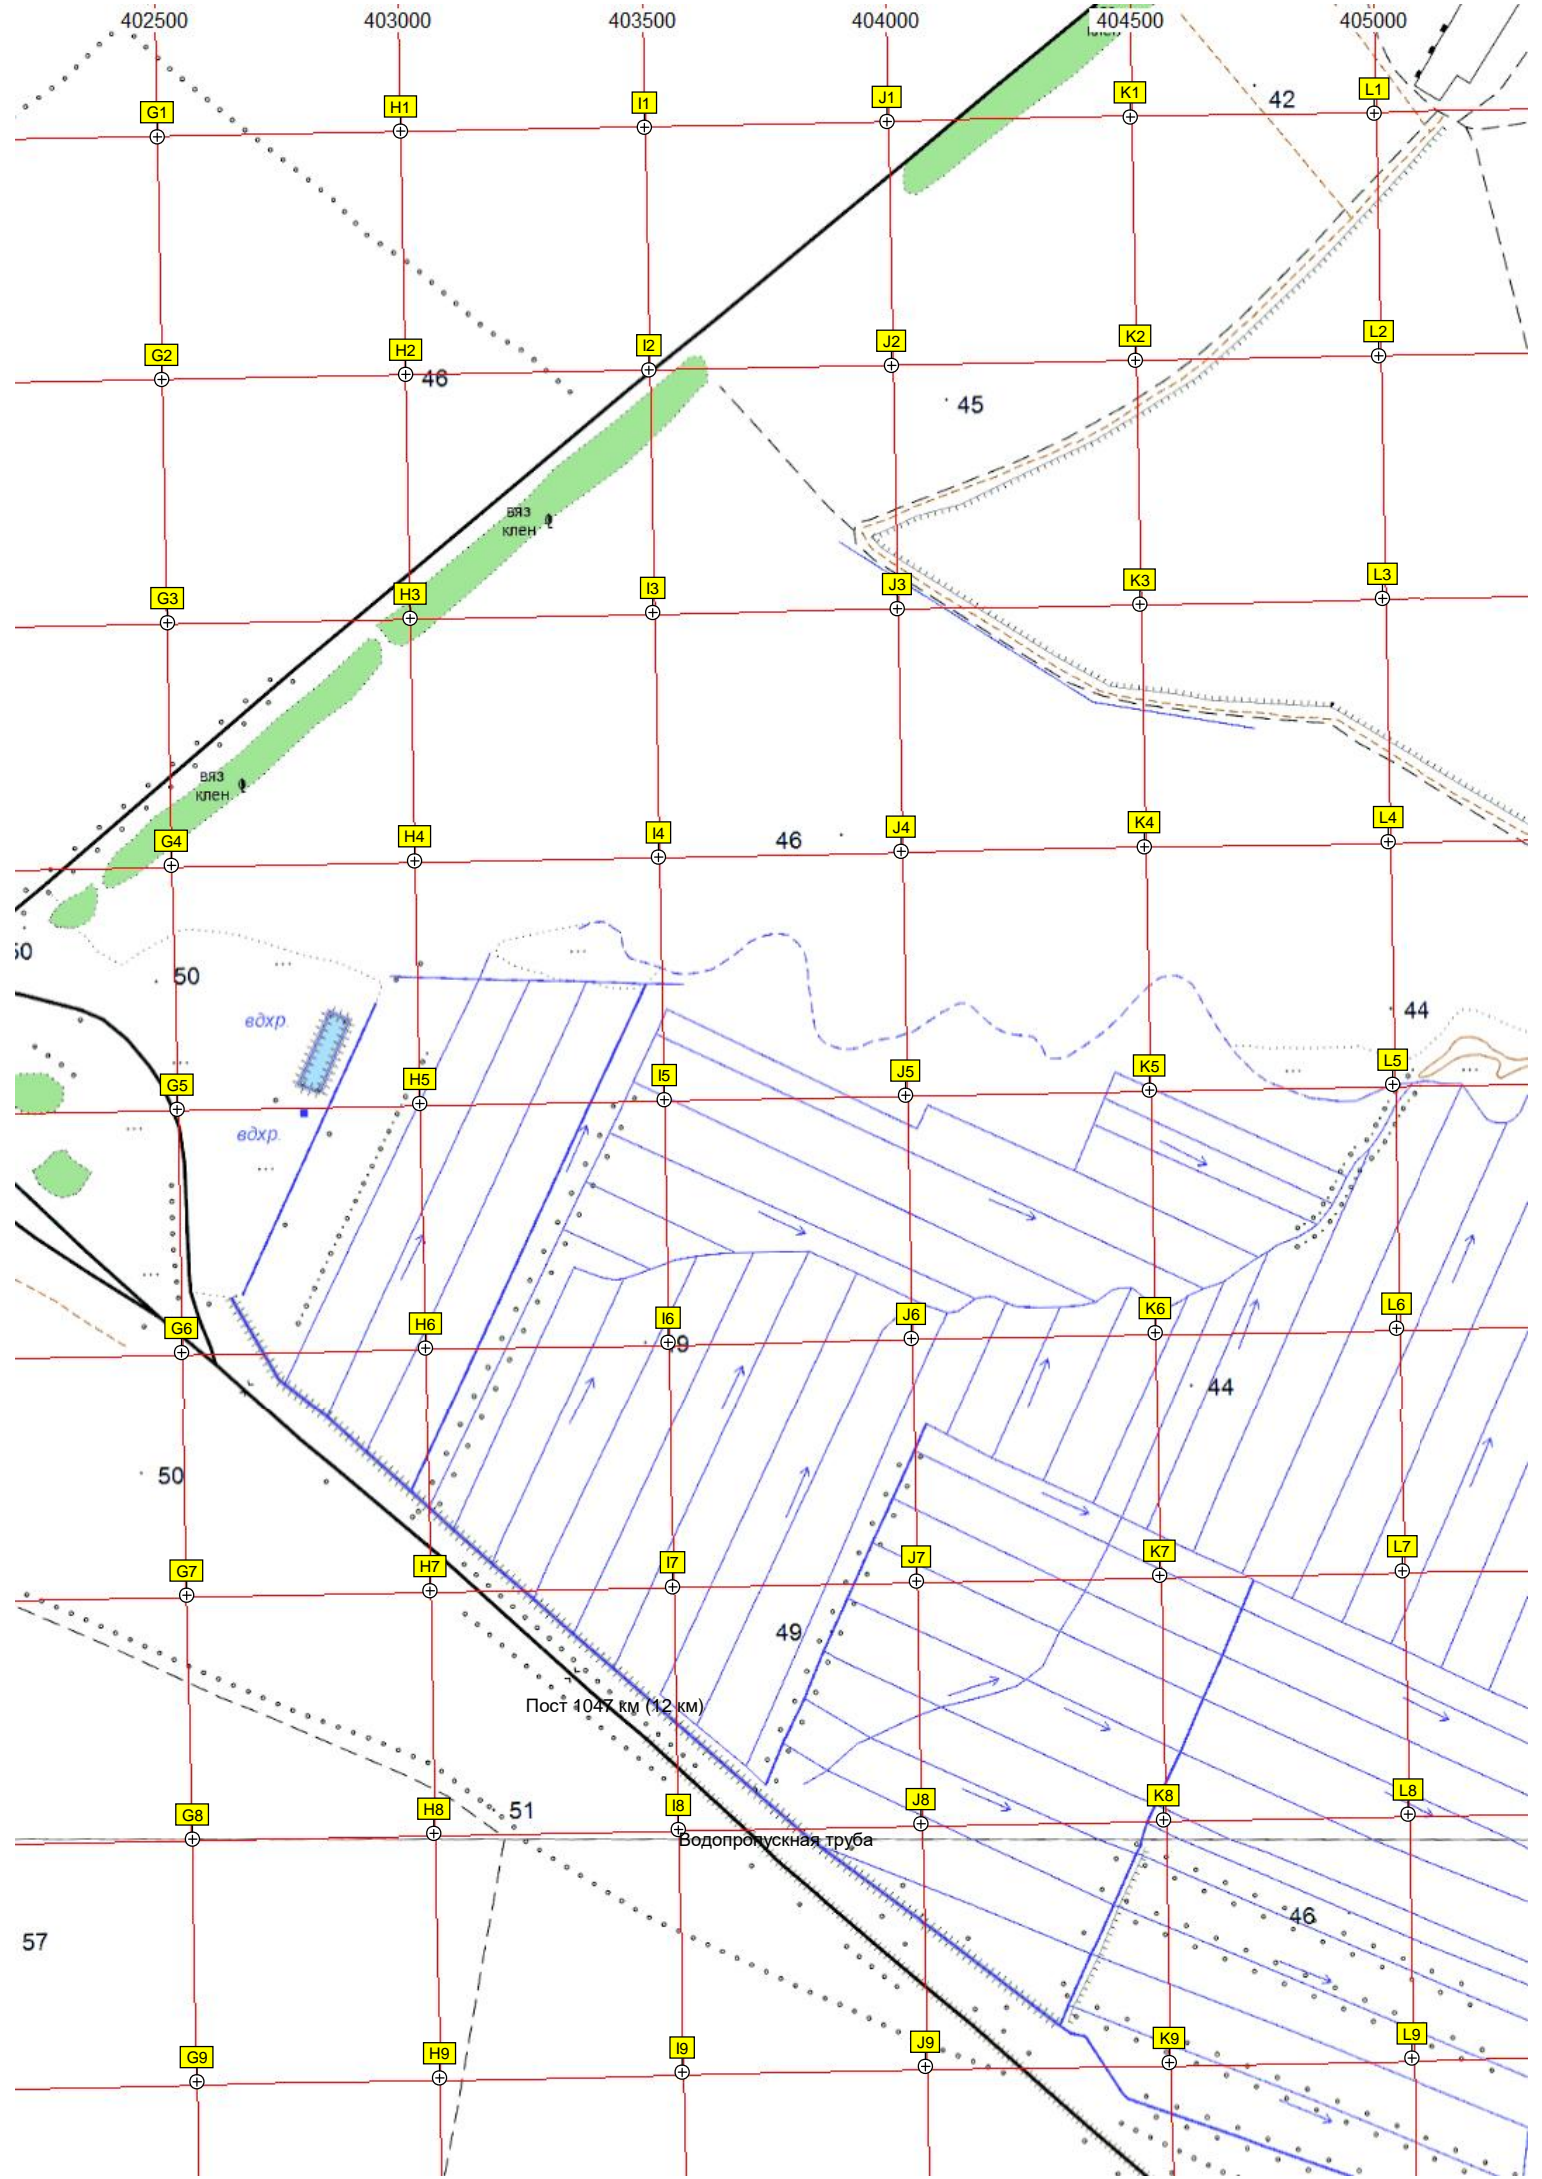 402500 403000 403500 404000 404500 405000
клен
42
G1 H1 I1 J1 K1 L1
G2 H2 I2 J2 K2 L2
46
45
вяз
клен
G3 H3 I3 J3 K3 L3
вяз
клен
G4 H4 I4 J4 K4 L4
46
50
50
44
вдхр.
G5 H5 I5 J5 K5 L5
вдхр.
G6 H6 I6 J6 K6 L6
44
50
G7 H7 I7 J7 K7 L7
49
Пост 1047 км (12 км)
G8 H8 I8 J8 K8 L8
51
Водопропускная труба
46
57
G9 H9 I9 J9 K9 L9